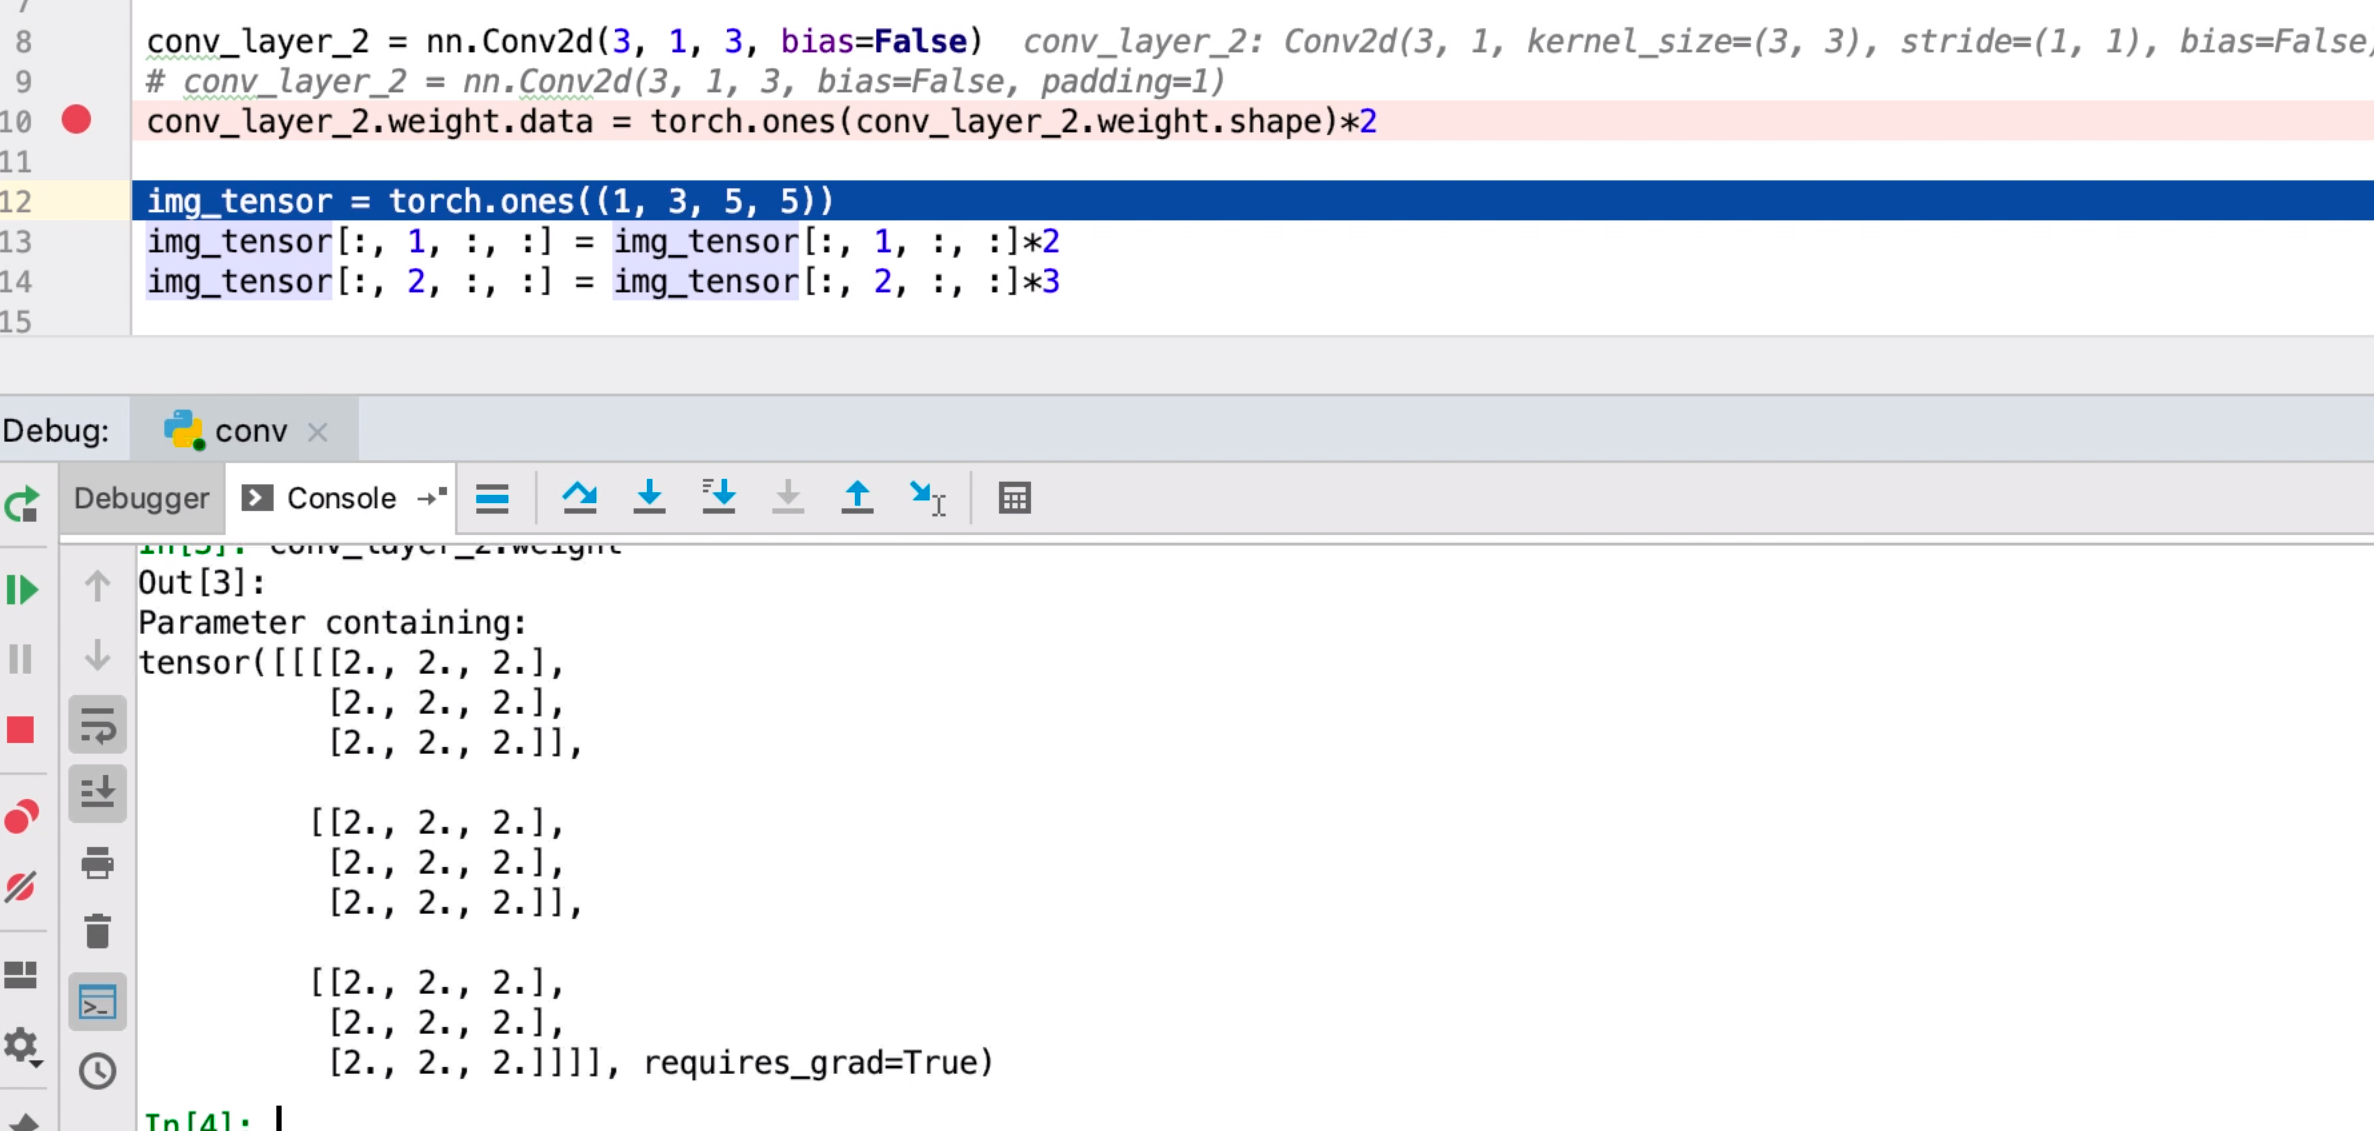 7
8 conv_layer_2 = nn.Conv2d(3, 1, 3, bias=False) conv_layer_2: Conv2d(3, 1, kernel_size=(3, 3), stride=(1, 1), bias=False)
9 # conv_layer_2 = nn.Conv2d(3, 1, 3, bias=False, padding=1)
10 conv_layer_2.weight.data = torch.ones(conv_layer_2.weight.shape)*2
11
12 img_tensor = torch.ones((1, 3, 5, 5))
13 img_tensor[:, 1, :, :] = img_tensor[:, 1, :, :]*2
14 img_tensor[:, 2, :, :] = img_tensor[:, 2, :, :]*3
15
Debug: conv
Debugger Console
In[3]: conv_layer_2.weight
Out[3]:
Parameter containing:
tensor([[[[2., 2., 2.],
[2., 2., 2.],
[2., 2., 2.]],
[[2., 2., 2.],
[2., 2., 2.],
[2., 2., 2.]],
[[2., 2., 2.],
[2., 2., 2.],
[2., 2., 2.]]]], requires_grad=True)
In[4]: